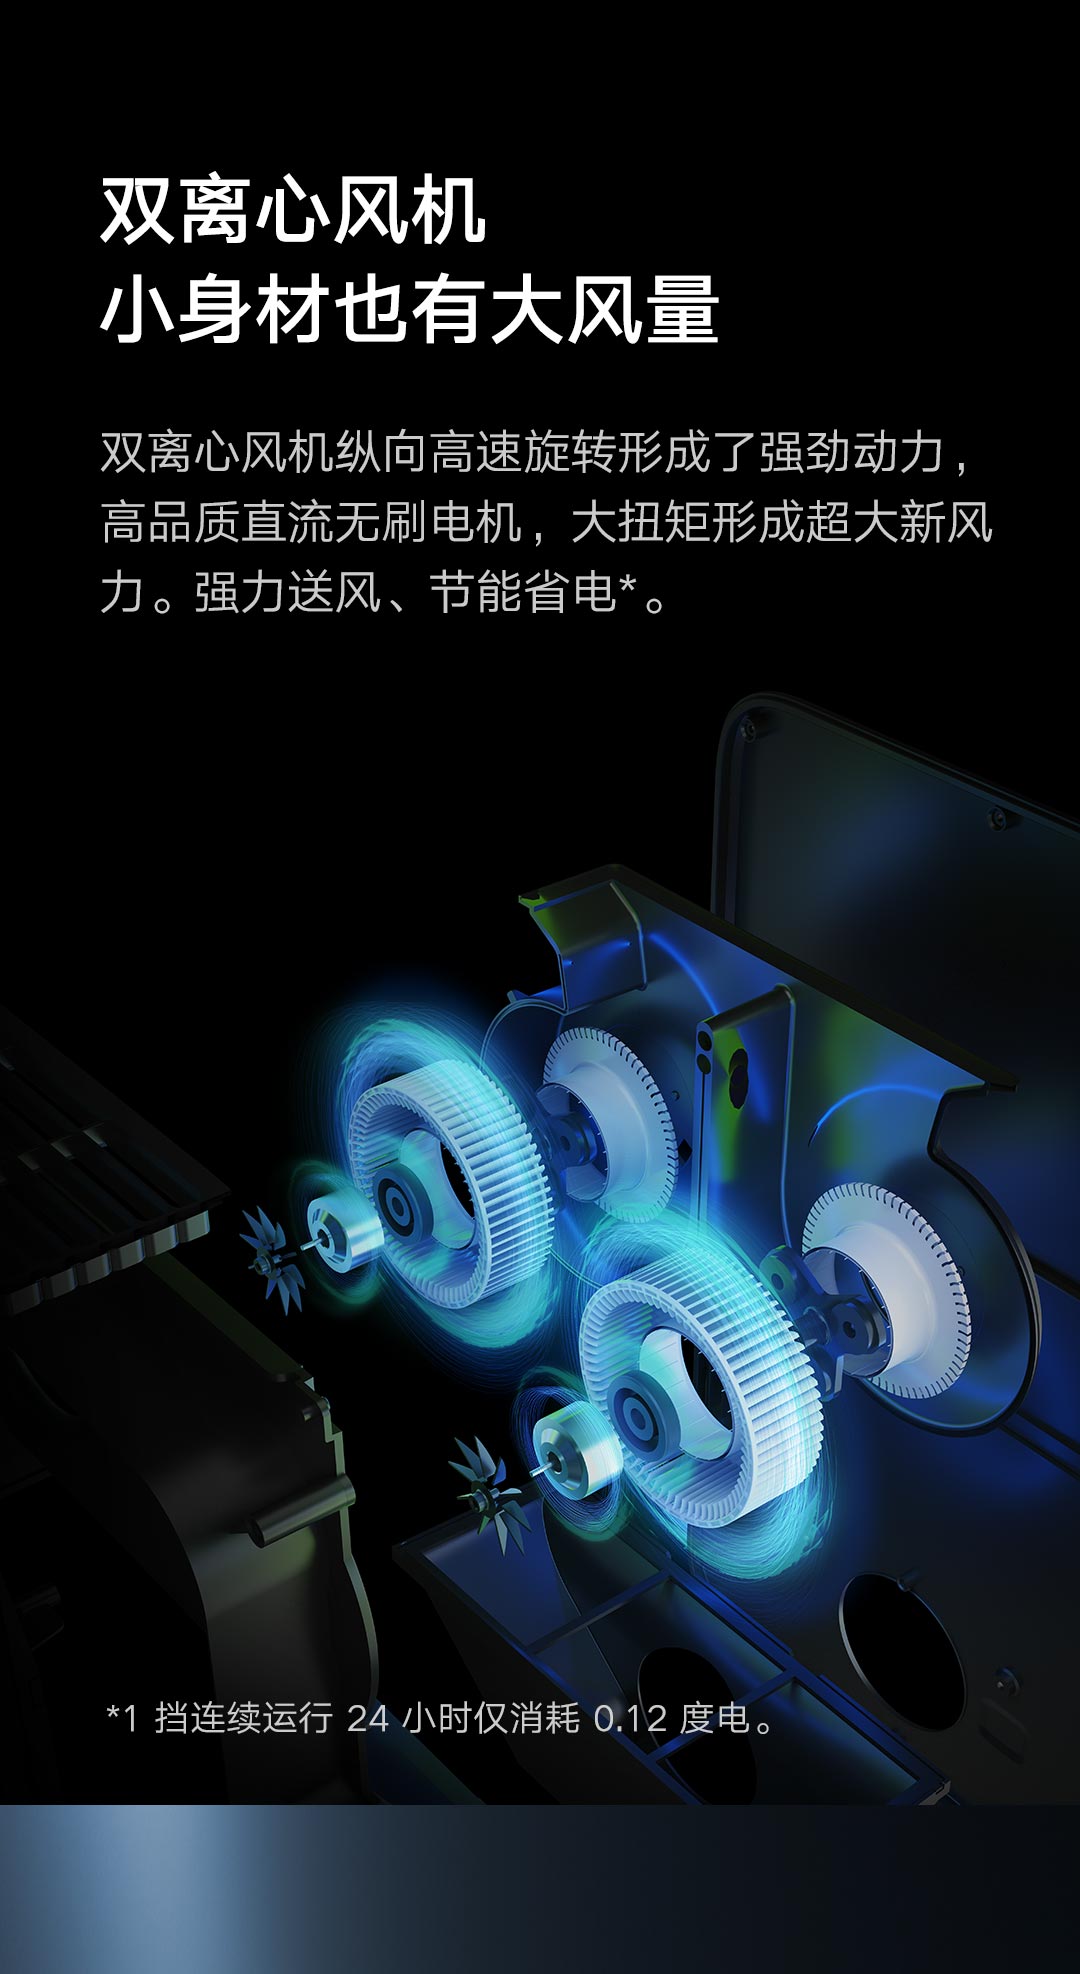 双离心风机
小身材也有大风量
双离心风机纵向高速旋转形成了强劲动力，
高品质直流无刷电机，大扭矩形成超大新风
力。强力送风、节能省电*。
*1 挡连续运行 24 小时仅消耗 0.12 度电。